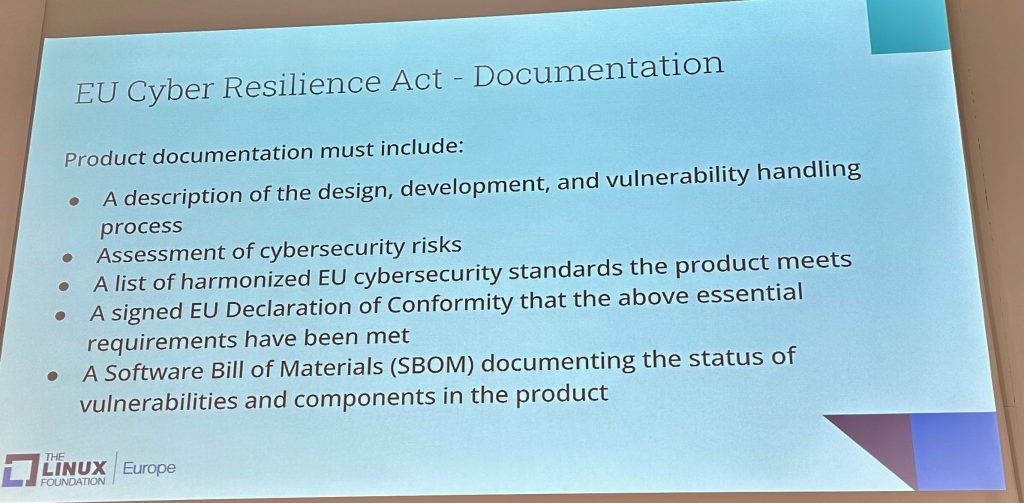 EU Cyber Resilience Act - Documentation
Product documentation must include:
• A description of the design, development, and vulnerability handling
process
• Assessment of cybersecurity risks
• A list of harmonized EU cybersecurity standards the product meets
• A signed EU Declaration of Conformity that the above essential
requirements have been met
• A Software Bill of Materials (SBOM) documenting the status of
vulnerabilities and components in the product
THE
LINUX
FOUNDATION
Europe